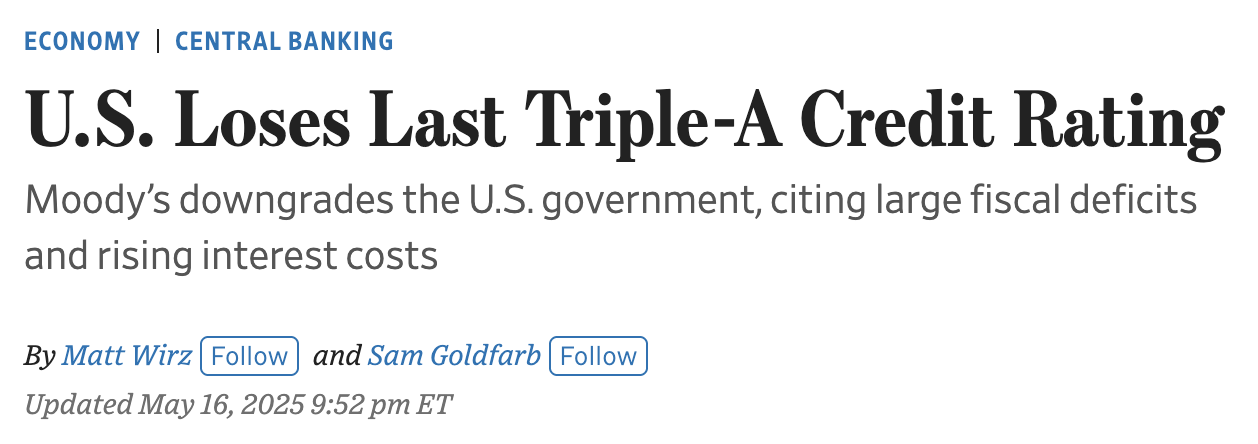 ECONOMY | CENTRAL BANKING
U.S. Loses Last Triple-A Credit Rating
Moody’s downgrades the U.S. government, citing large fiscal deficits
and rising interest costs
By Matt Wirz Follow and Sam Goldfarb Follow
Updated May 16, 2025 9:52 pm ET